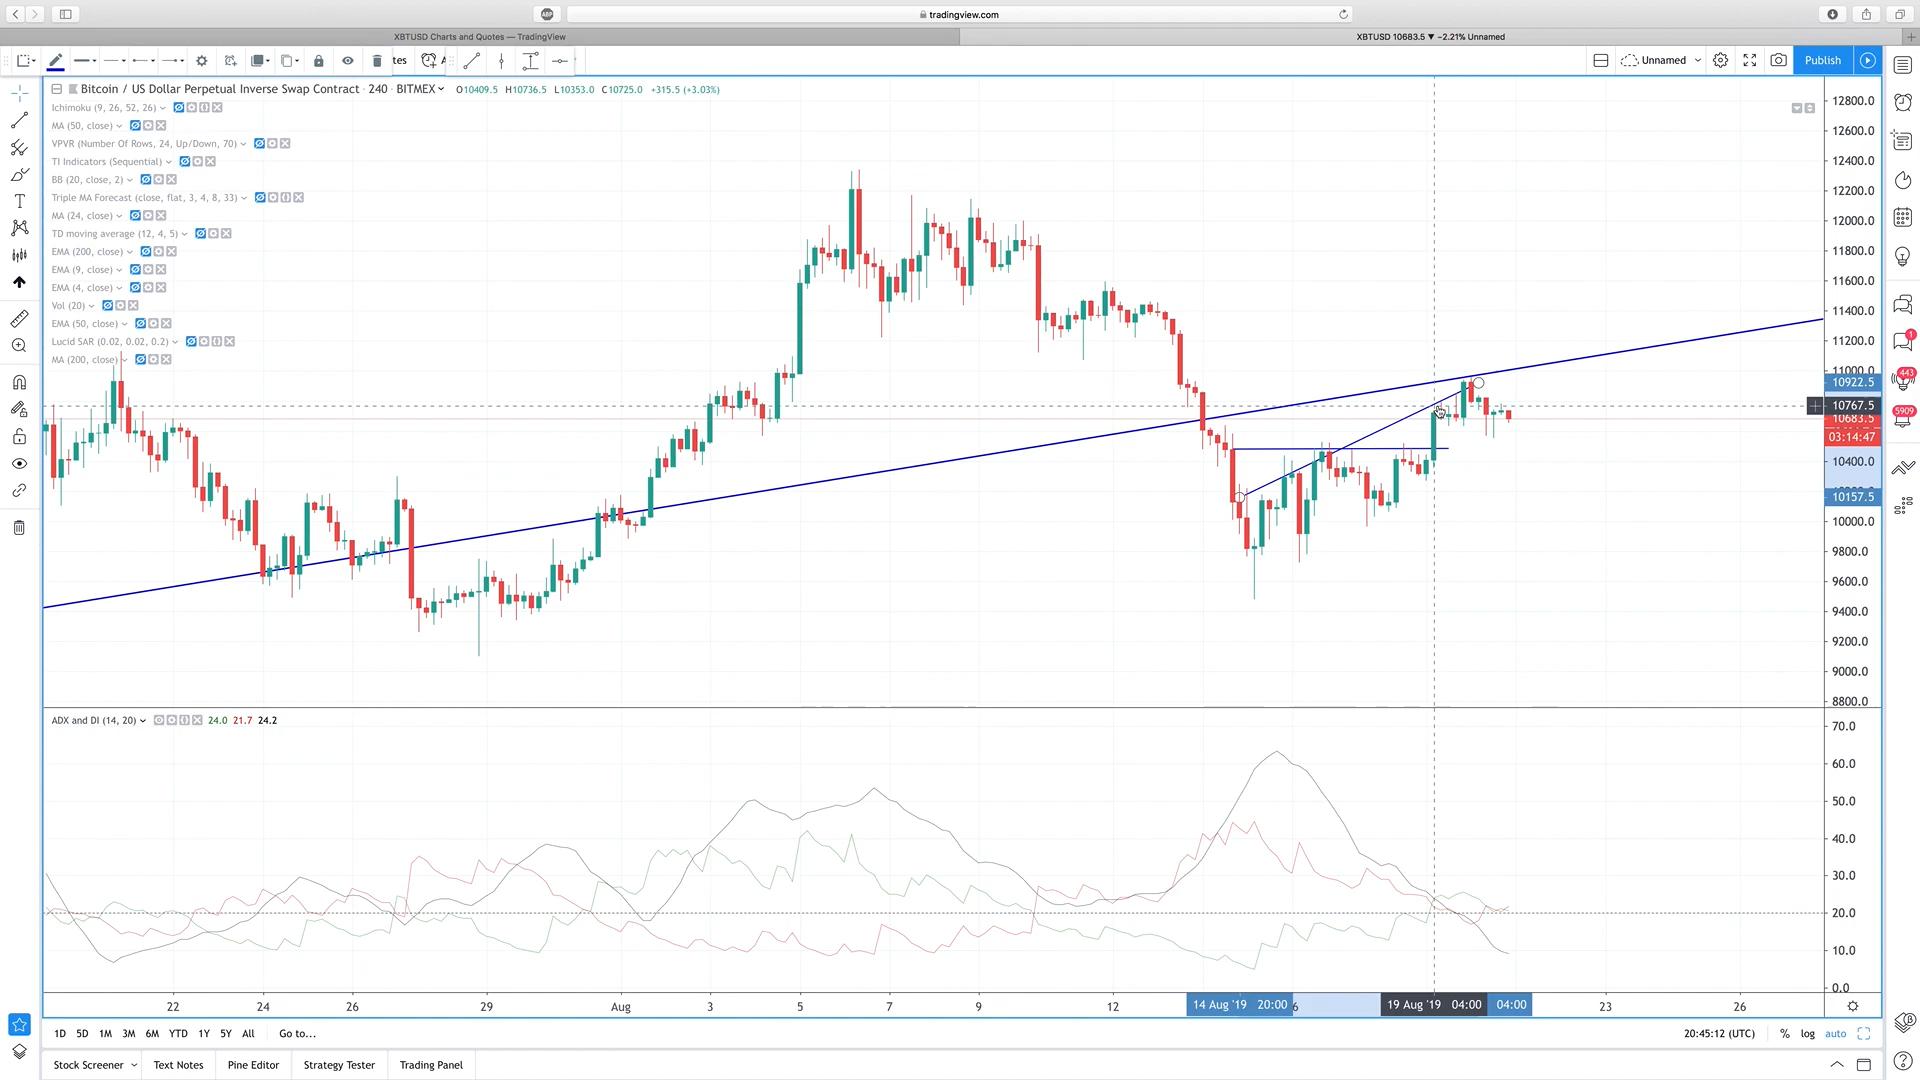 tradingview.com
XBTUSD Charts and Quotes — TradingView
XBTUSD 10683.5 ▼ −2.21% Unnamed
tes
Unnamed
Publish
Bitcoin / US Dollar Perpetual Inverse Swap Contract · 240 · BITMEX
O10409.5 H10736.5 L10353.0 C10725.0 +315.5 (+3.03%)
Ichimoku (9, 26, 52, 26)
MA (50, close)
VPVR (Number Of Rows, 24, Up/Down, 70)
TI Indicators (Sequential)
BB (20, close, 2)
Triple MA Forecast (close, flat, 3, 4, 8, 33)
MA (24, close)
TD moving average (12, 4, 5)
EMA (200, close)
EMA (9, close)
EMA (4, close)
Vol (20)
EMA (50, close)
Lucid SAR (0.02, 0.02, 0.2)
MA (200, close)
12800.0
12600.0
12400.0
12200.0
12000.0
11800.0
11600.0
11400.0
11200.0
11000.0
10922.5
10767.5
10683.5
03:14:47
10400.0
10157.5
10000.0
9800.0
9600.0
9400.0
9200.0
9000.0
8800.0
1
443
5909
ADX and DI (14, 20) 24.0 21.7 24.2
70.0
60.0
50.0
40.0
30.0
20.0
10.0
0.0
22 24 26 29 Aug 3 5 7 9 12 14 Aug '19 20:00 6 19 Aug '19 04:00 04:00 23 26
1D 5D 1M 3M 6M YTD 1Y 5Y All Go to...
20:45:12 (UTC) % log auto
Stock Screener Text Notes Pine Editor Strategy Tester Trading Panel